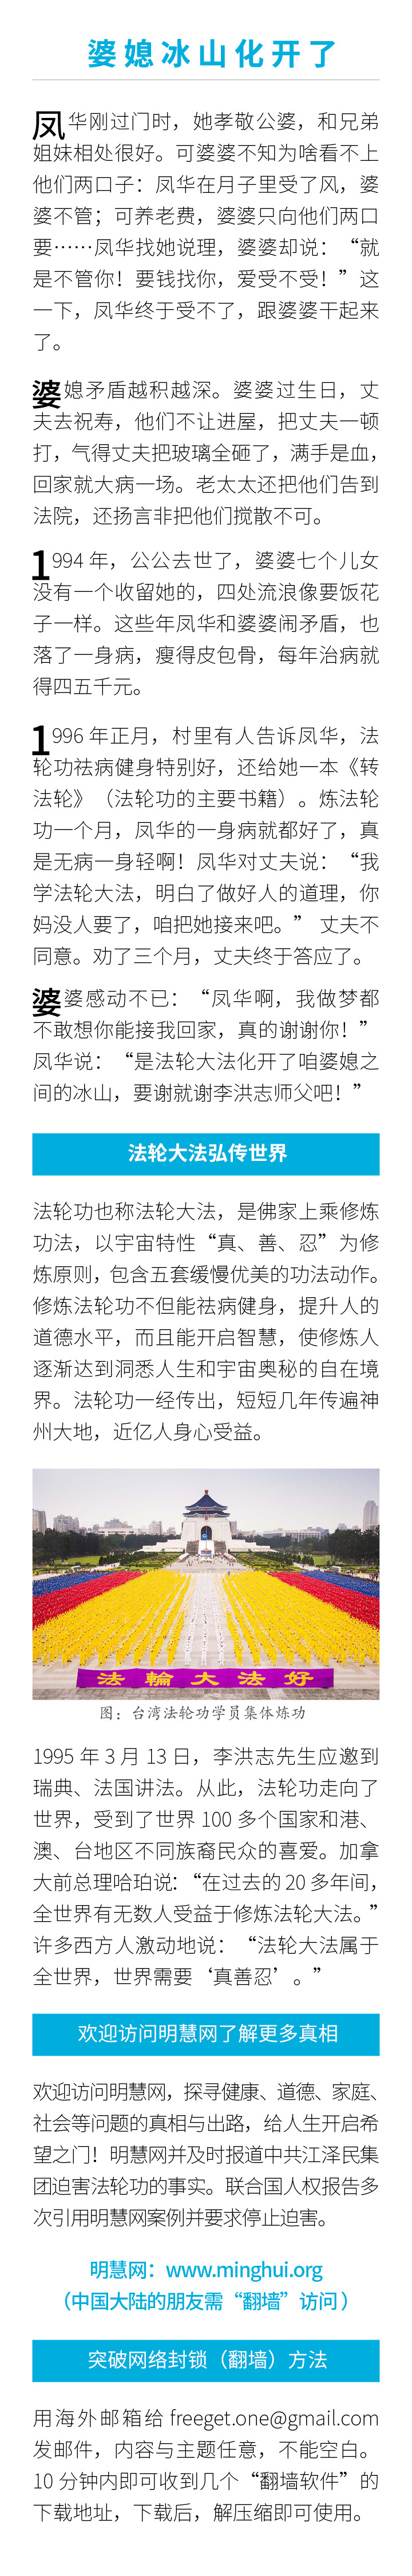 婆媳冰山化开了
凤华刚过门时，她孝敬公婆，和兄弟
姐妹相处很好。可婆婆不知为啥看不上
他们两口子：凤华在月子里受了风，婆
婆不管；可养老费，婆婆只向他们两口
要……凤华找她说理，婆婆却说：“就
是不管你！要钱找你，爱受不受！”这
一下，凤华终于受不了，跟婆婆干起来
了。
婆媳矛盾越积越深。婆婆过生日，丈
夫去祝寿，他们不让进屋，把丈夫一顿
打，气得丈夫把玻璃全砸了，满手是血，
回家就大病一场。老太太还把他们告到
法院，还扬言非把他们搅散不可。
1994 年，公公去世了，婆婆七个儿女
没有一个收留她的，四处流浪像要饭花
子一样。这些年凤华和婆婆闹矛盾，也
落了一身病，瘦得皮包骨，每年治病就
得四五千元。
1996 年正月，村里有人告诉凤华，法
轮功祛病健身特别好，还给她一本《转
法轮》（法轮功的主要书籍）。炼法轮
功一个月，凤华的一身病就都好了，真
是无病一身轻啊！凤华对丈夫说：“我
学法轮大法，明白了做好人的道理，你
妈没人要了，咱把她接来吧。” 丈夫不
同意。劝了三个月，丈夫终于答应了。
婆婆感动不已：“凤华啊，我做梦都
不敢想你能接我回家，真的谢谢你！”
凤华说：“是法轮大法化开了咱婆媳之
间的冰山，要谢就谢李洪志师父吧！”
法轮大法弘传世界
法轮功也称法轮大法，是佛家上乘修炼
功法，以宇宙特性“真、善、忍”为修
炼原则，包含五套缓慢优美的功法动作。
修炼法轮功不但能祛病健身，提升人的
道德水平，而且能开启智慧，使修炼人
逐渐达到洞悉人生和宇宙奥秘的自在境
界。法轮功一经传出，短短几年传遍神
州大地，近亿人身心受益。
法輪大法好
图：台湾法轮功学员集体炼功
1995 年 3 月 13 日，李洪志先生应邀到
瑞典、法国讲法。从此，法轮功走向了
世界，受到了世界 100 多个国家和港、
澳、台地区不同族裔民众的喜爱。加拿
大前总理哈珀说：“在过去的 20 多年间，
全世界有无数人受益于修炼法轮大法。”
许多西方人激动地说：“法轮大法属于
全世界，世界需要‘真善忍’。”
欢迎访问明慧网了解更多真相
欢迎访问明慧网，探寻健康、道德、家庭、
社会等问题的真相与出路，给人生开启希
望之门！明慧网并及时报道中共江泽民集
团迫害法轮功的事实。联合国人权报告多
次引用明慧网案例并要求停止迫害。
明慧网：www.minghui.org
（中国大陆的朋友需“翻墙”访问）
突破网络封锁（翻墙）方法
用海外邮箱给 freeget.one@gmail.com
发邮件，内容与主题任意，不能空白。
10 分钟内即可收到几个“翻墙软件”的
下载地址，下载后，解压缩即可使用。